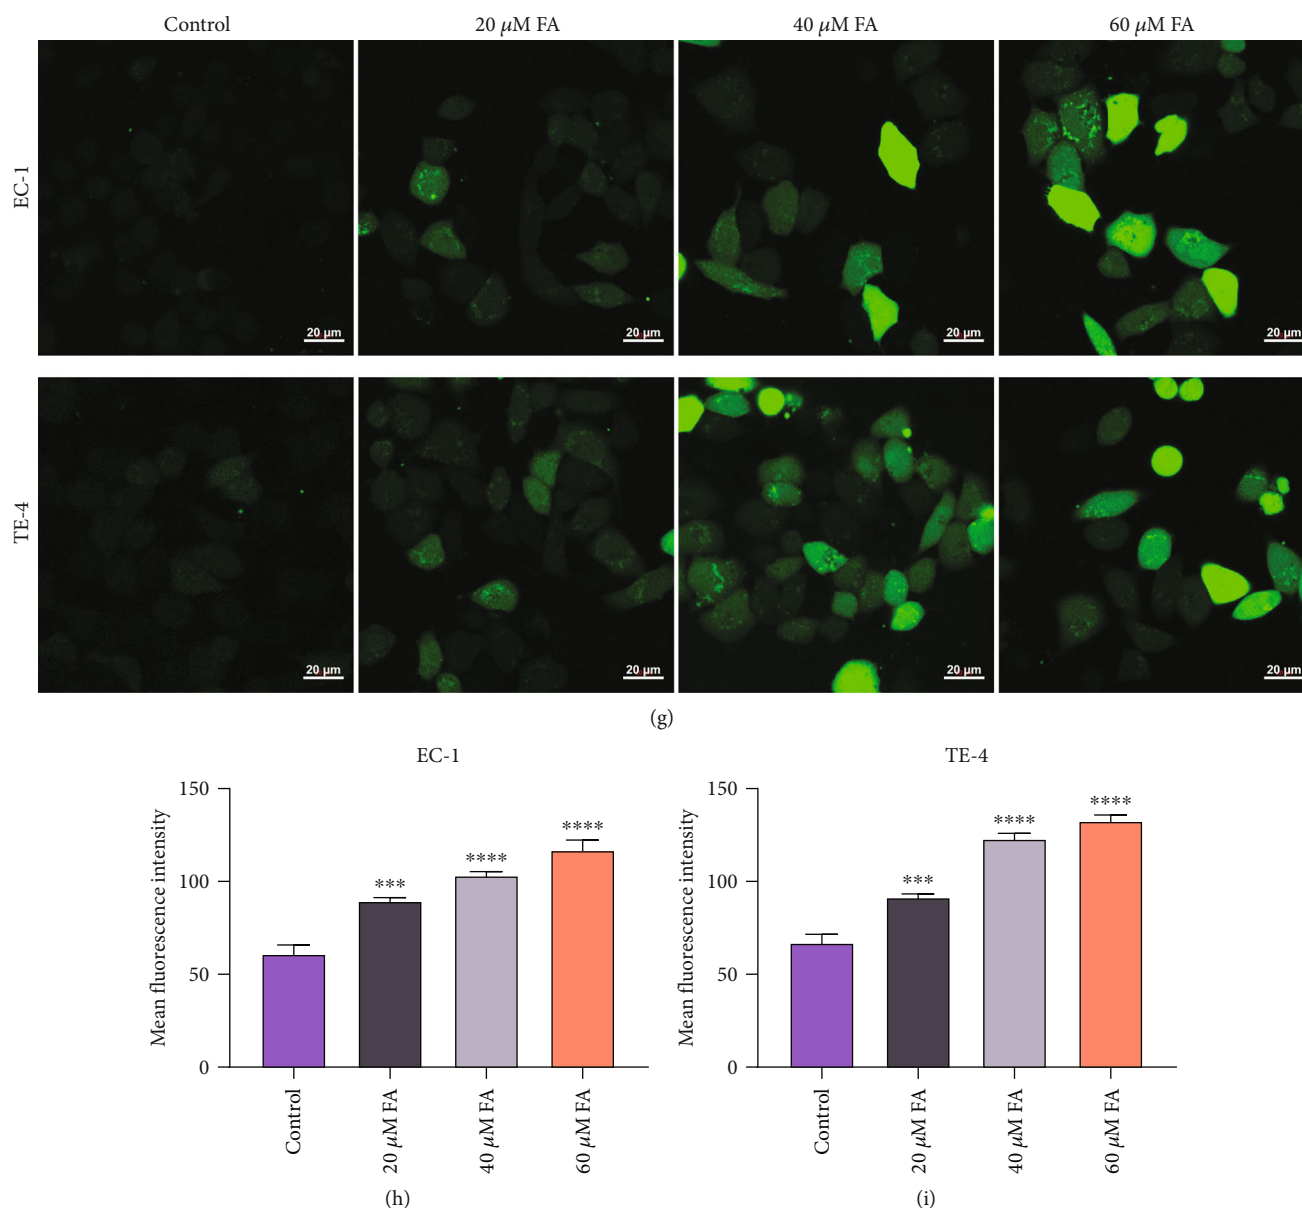 Control 20 μM FA 40 μM FA 60 μM FA
EC-1
20 μm 20 μm 20 μm 20 μm
TE-4
20 μm 20 μm 20 μm 20 μm
(g)
EC-1
Mean fluorescence intensity
150
100
50
0
***
****
****
Control
20 μM FA
40 μM FA
60 μM FA
(h)
TE-4
Mean fluorescence intensity
150
100
50
0
***
****
****
Control
20 μM FA
40 μM FA
60 μM FA
(i)